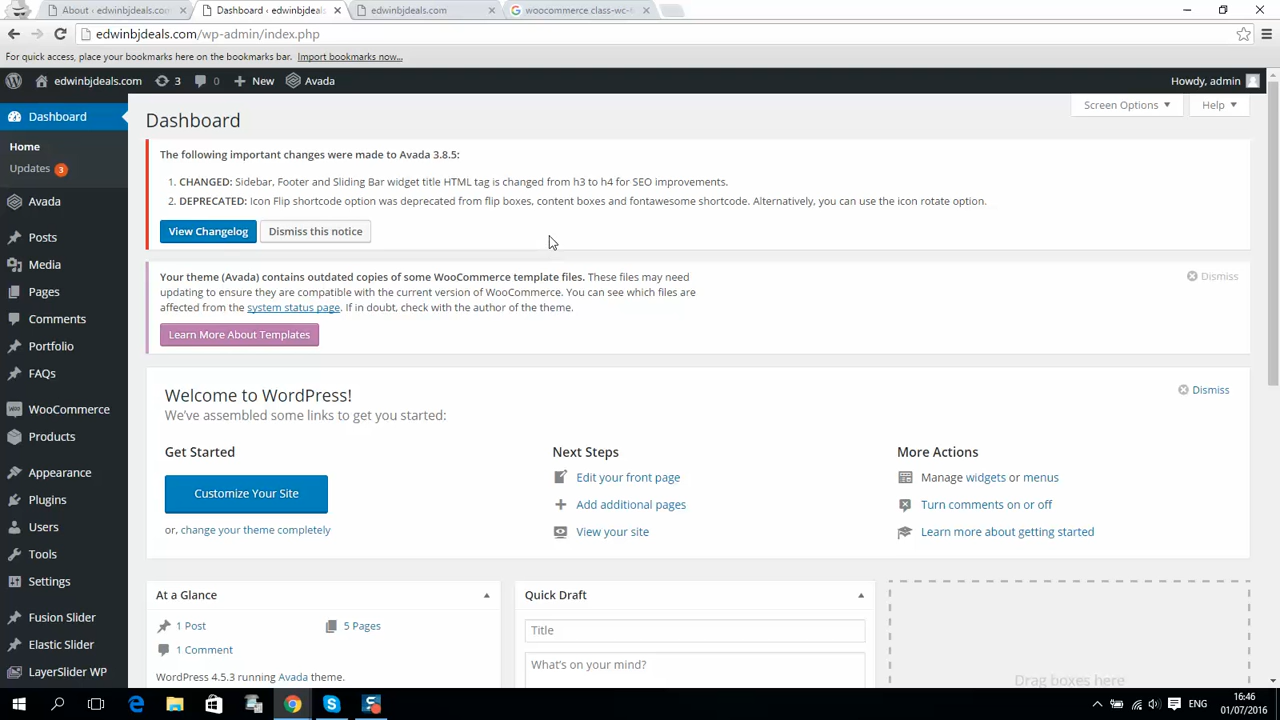 About ‹ edwinbjdeals.com
Dashboard ‹ edwinbjdeals
edwinbjdeals.com
woocommerce class-wc-
edwinbjdeals.com/wp-admin/index.php
For quick access, place your bookmarks here on the bookmarks bar. Import bookmarks now...
edwinbjdeals.com 3 0 New Avada Howdy, admin
Screen Options Help
Dashboard
Home
Updates 3
Avada
Posts
Media
Pages
Comments
Portfolio
FAQs
WooCommerce
Products
Appearance
Plugins
Users
Tools
Settings
Fusion Slider
Elastic Slider
LayerSlider WP
Dashboard
The following important changes were made to Avada 3.8.5:
1. CHANGED: Sidebar, Footer and Sliding Bar widget title HTML tag is changed from h3 to h4 for SEO improvements.
2. DEPRECATED: Icon Flip shortcode option was deprecated from flip boxes, content boxes and fontawesome shortcode. Alternatively, you can use the icon rotate option.
View Changelog Dismiss this notice
Your theme (Avada) contains outdated copies of some WooCommerce template files. These files may need
updating to ensure they are compatible with the current version of WooCommerce. You can see which files are
affected from the system status page. If in doubt, check with the author of the theme.
Dismiss
Learn More About Templates
Welcome to WordPress!
Dismiss
We've assembled some links to get you started:
Get Started
Customize Your Site
or, change your theme completely
Next Steps
Edit your front page
Add additional pages
View your site
More Actions
Manage widgets or menus
Turn comments on or off
Learn more about getting started
At a Glance
1 Post 5 Pages
1 Comment
WordPress 4.5.3 running Avada theme.
Quick Draft
Title
What's on your mind?
Drag boxes here
ENG
16:46
01/07/2016